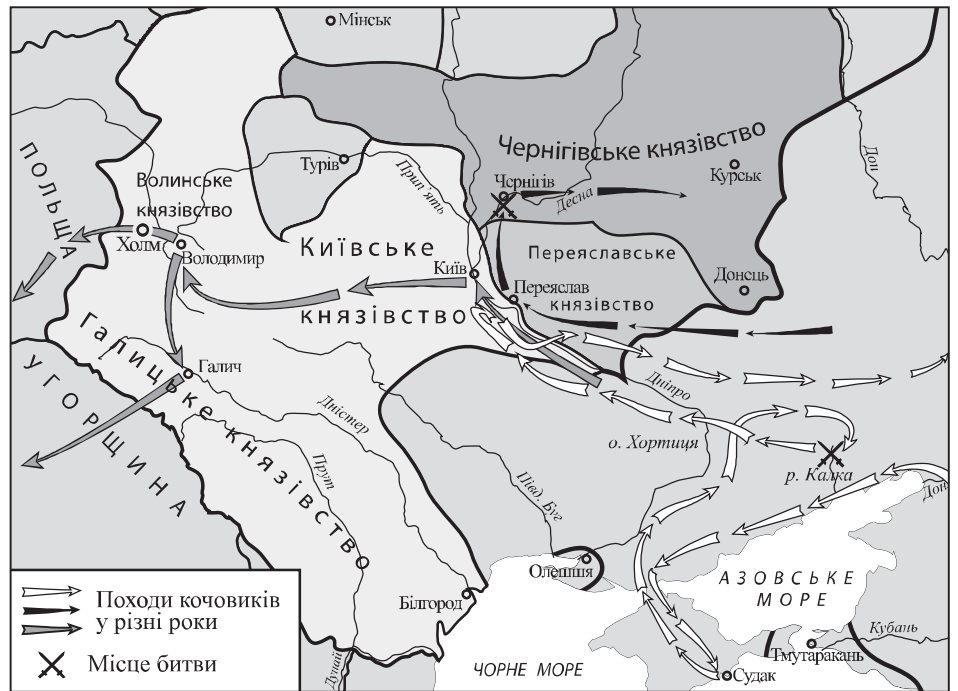 Мінськ
ПОЛЬЩА
Турів
Прип'ять
Чернігівське князівство
Чернігів
Десна
Курськ
Дон
Волинське
князівство
Холм
Володимир
Київське
князівство
Київ
Переяславське
князівство
Переяслав
Донець
Галицьке князівство
Галич
УГОРЩИНА
Дністер
Прут
Півд. Буг
Дніпро
о. Хортиця
р. Калка
Дон
Олешшя
АЗОВСЬКЕ
МОРЕ
Білгород
Дунай
ЧОРНЕ МОРЕ
Судак
Тмутаракань
Кубань
Походи кочовиків
у різні роки
Місце битви